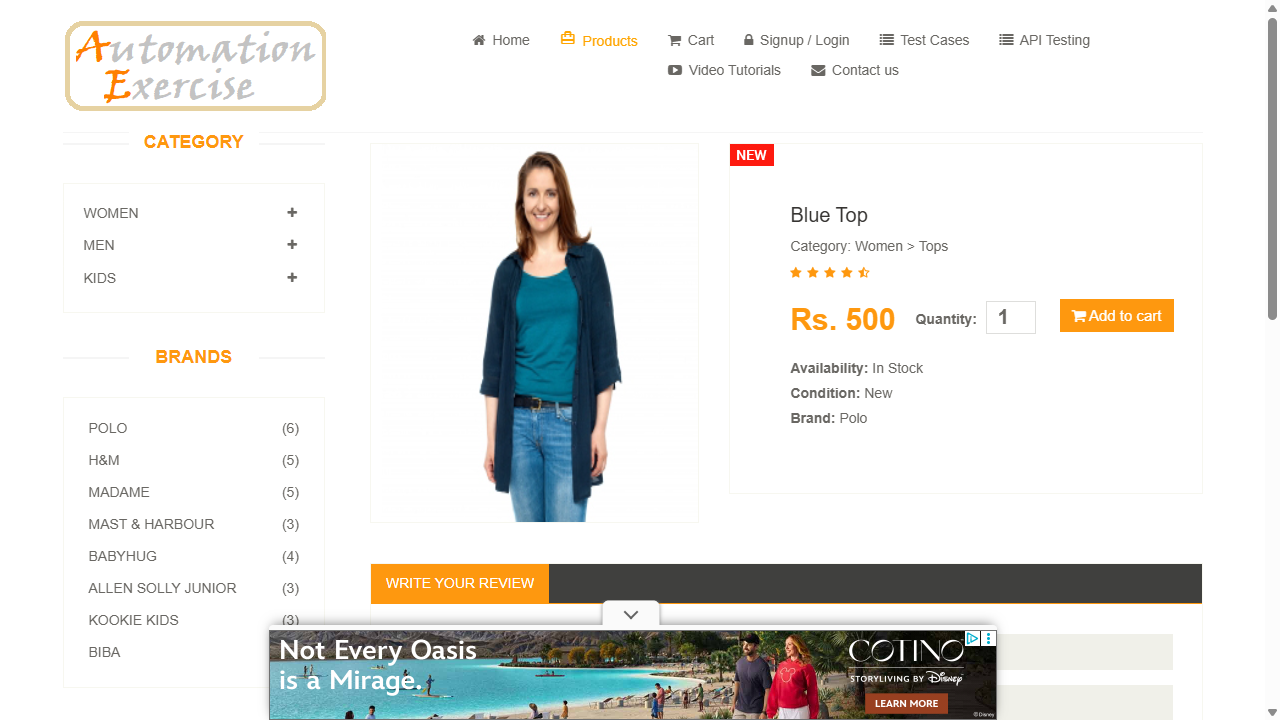 Automation
Exercise
Home
Products
Cart
Signup / Login
Test Cases
API Testing
Video Tutorials
Contact us
CATEGORY
WOMEN
MEN
KIDS
BRANDS
POLO (6)
H&M (5)
MADAME (5)
MAST & HARBOUR (3)
BABYHUG (4)
ALLEN SOLLY JUNIOR (3)
KOOKIE KIDS (3)
BIBA
NEW
Blue Top
Category: Women > Tops
Rs. 500 Quantity: 1 Add to cart
Availability: In Stock
Condition: New
Brand: Polo
WRITE YOUR REVIEW
Not Every Oasis
is a Mirage.
COTINO
STORYLIVING BY Disney
LEARN MORE
©Disney